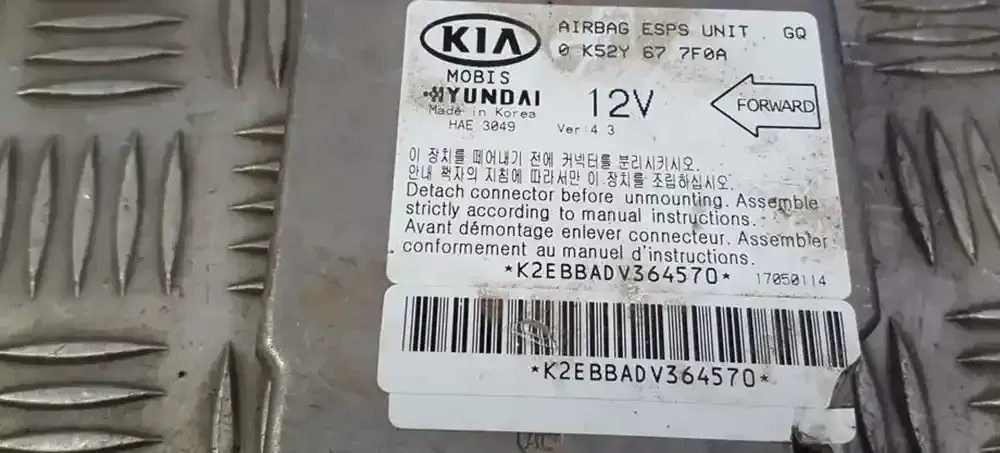 KIA
AIRBAG ESPS UNIT GQ
0 K52Y 67 7F0A
MOBIS
HYUNDAI
Made in Korea
HAE 3049
12V
Ver 4.3
FORWARD
이 장치를 떼어내기 전에 커넥터를 분리시키시오.
안내 책자의 지침에 따라서만 이 장치를 조립하십시오.
Detach connector before unmounting. Assemble
strictly according to manual instructions.
Avant démontage enlever connecteur. Assembler
conformement au manuel d'instructions.
*K2EBBADV364570*
17050114
*K2EBBADV364570*